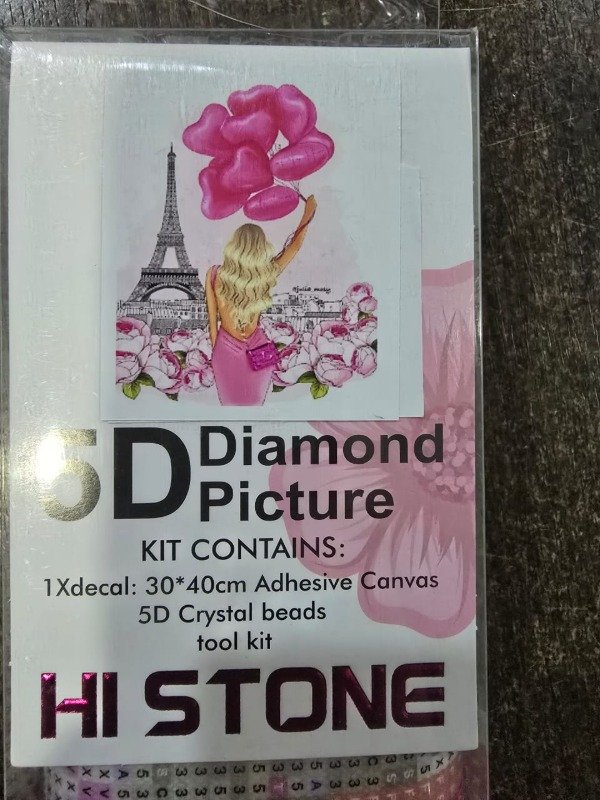 5D Diamond
Picture
KIT CONTAINS:
1Xdecal: 30*40cm Adhesive Canvas
5D Crystal beads
tool kit
HI STONE